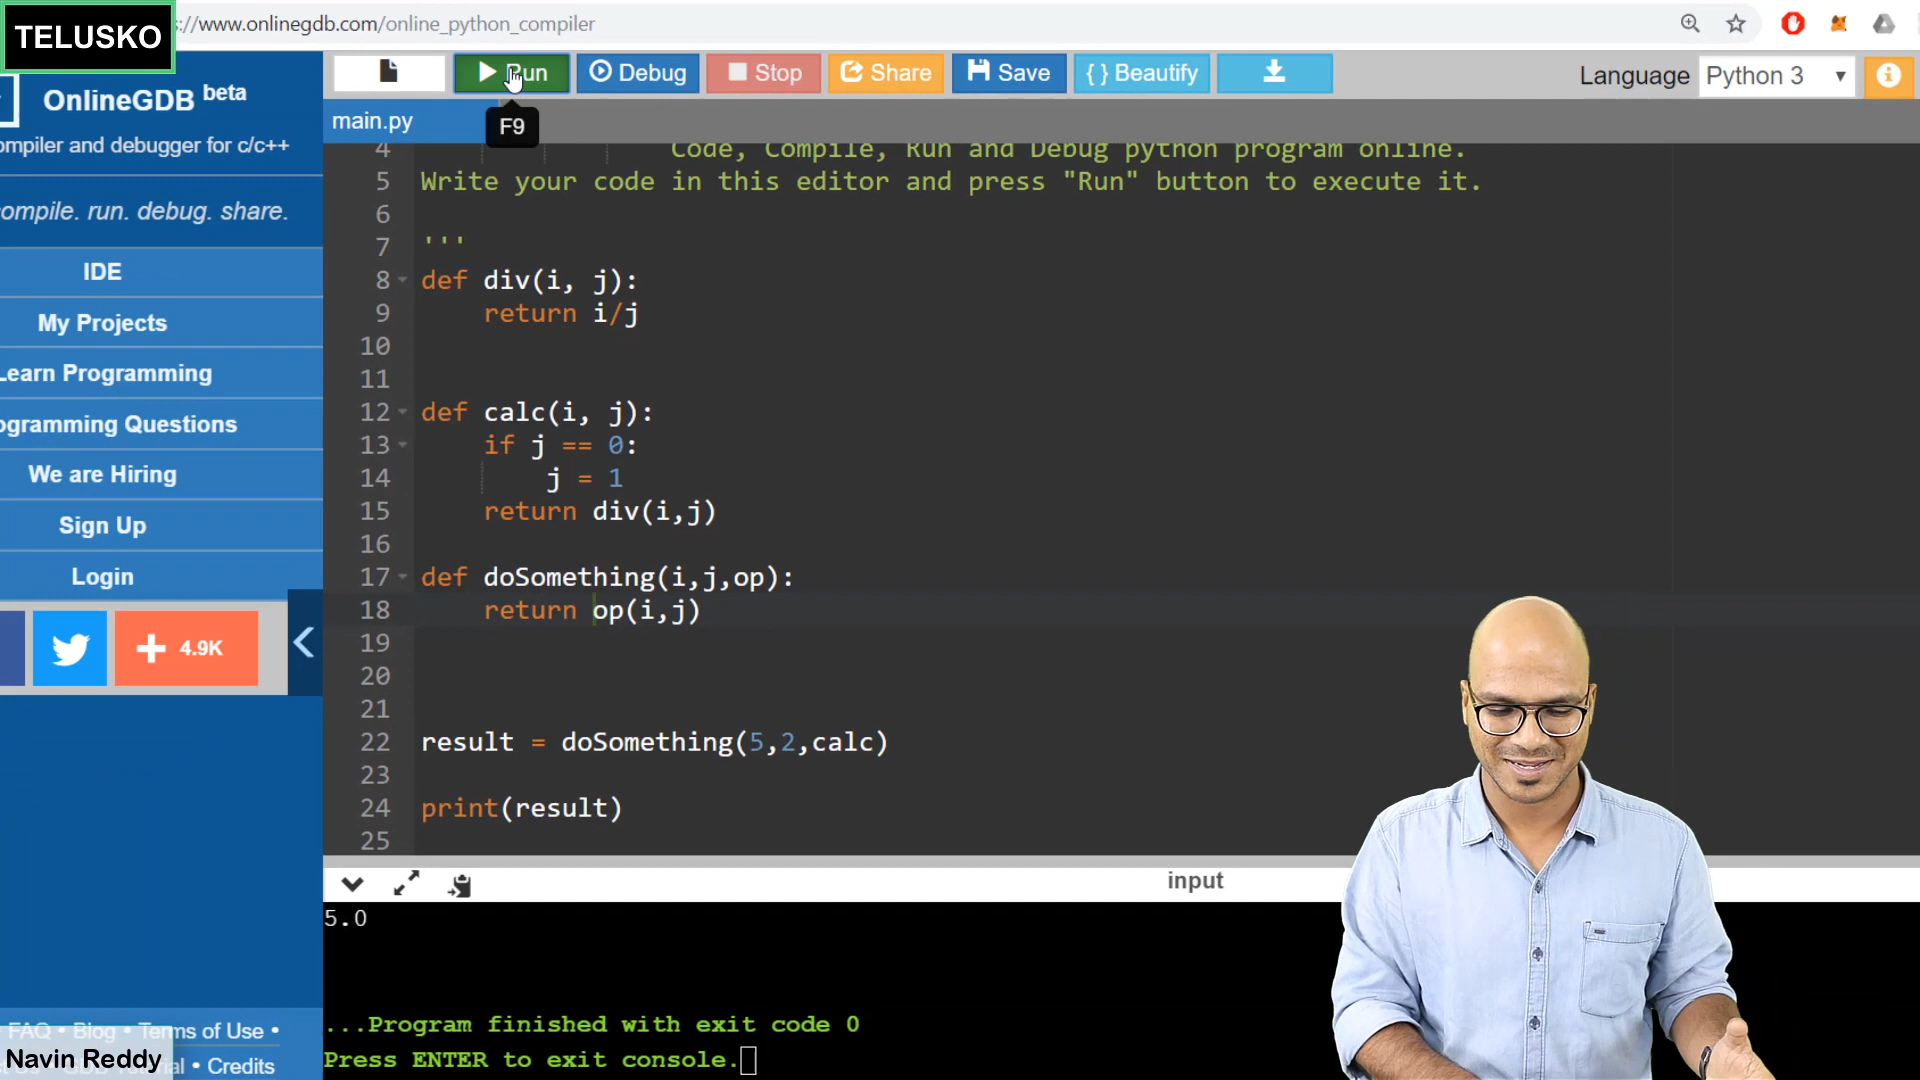 TELUSKO
://www.onlinegdb.com/online_python_compiler
OnlineGDB beta
ompiler and debugger for c/c++
ompile. run. debug. share.
IDE
My Projects
Learn Programming
ogramming Questions
We are Hiring
Sign Up
Login
4.9K
FAQ • Blog • Terms of Use •
• Credits
Navin Reddy
Run
Debug
Stop
Share
Save
{ } Beautify
Language
Python 3
F9
main.py
4 Code, Compile, Run and Debug python program online.
5 Write your code in this editor and press "Run" button to execute it.
6
7 '''
8 def div(i, j):
9 return i/j
10
11
12 def calc(i, j):
13 if j == 0:
14 j = 1
15 return div(i,j)
16
17 def doSomething(i,j,op):
18 return op(i,j)
19
20
21
22 result = doSomething(5,2,calc)
23
24 print(result)
25
input
5.0
...Program finished with exit code 0
Press ENTER to exit console.